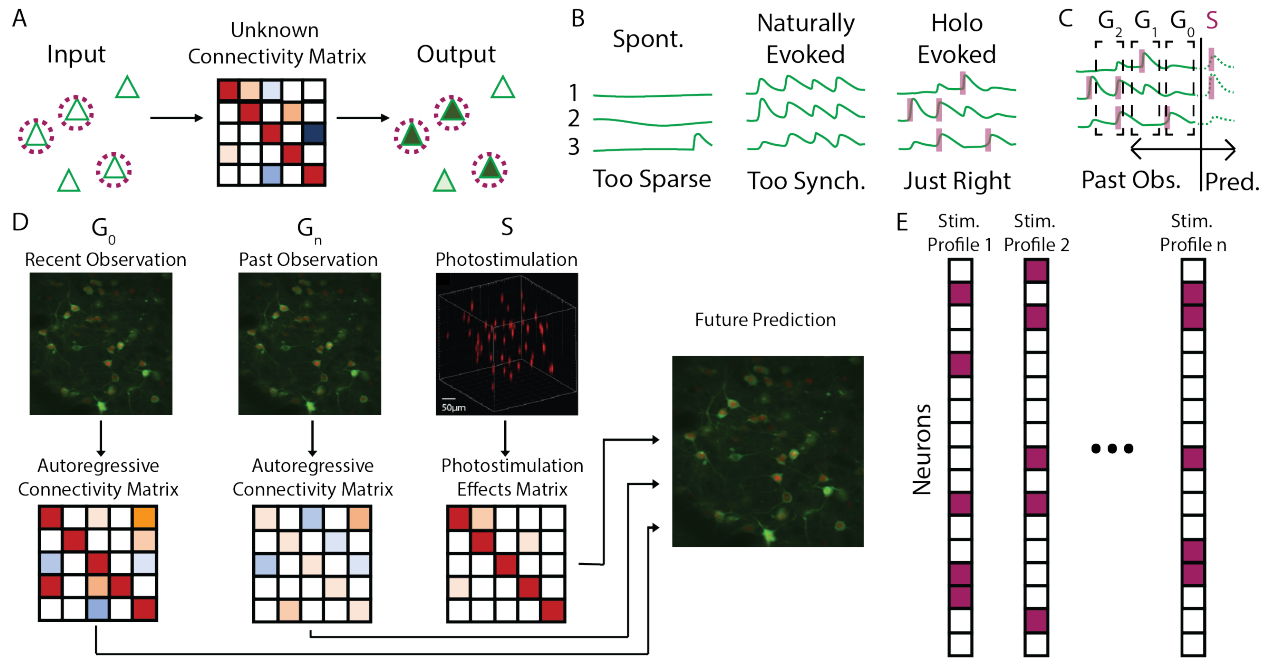 A
Input
Unknown
Connectivity Matrix
Output
B
Spont.
Naturally
Evoked
Holo
Evoked
1
2
3
Too Sparse
Too Synch.
Just Right
C
G2
G1
G0
S
Past Obs.
Pred.
D
G0
Recent Observation
Gn
Past Observation
S
Photostimulation
50μm
Autoregressive
Connectivity Matrix
Autoregressive
Connectivity Matrix
Photostimulation
Effects Matrix
Future Prediction
E
Stim.
Profile 1
Stim.
Profile 2
Stim.
Profile n
Neurons